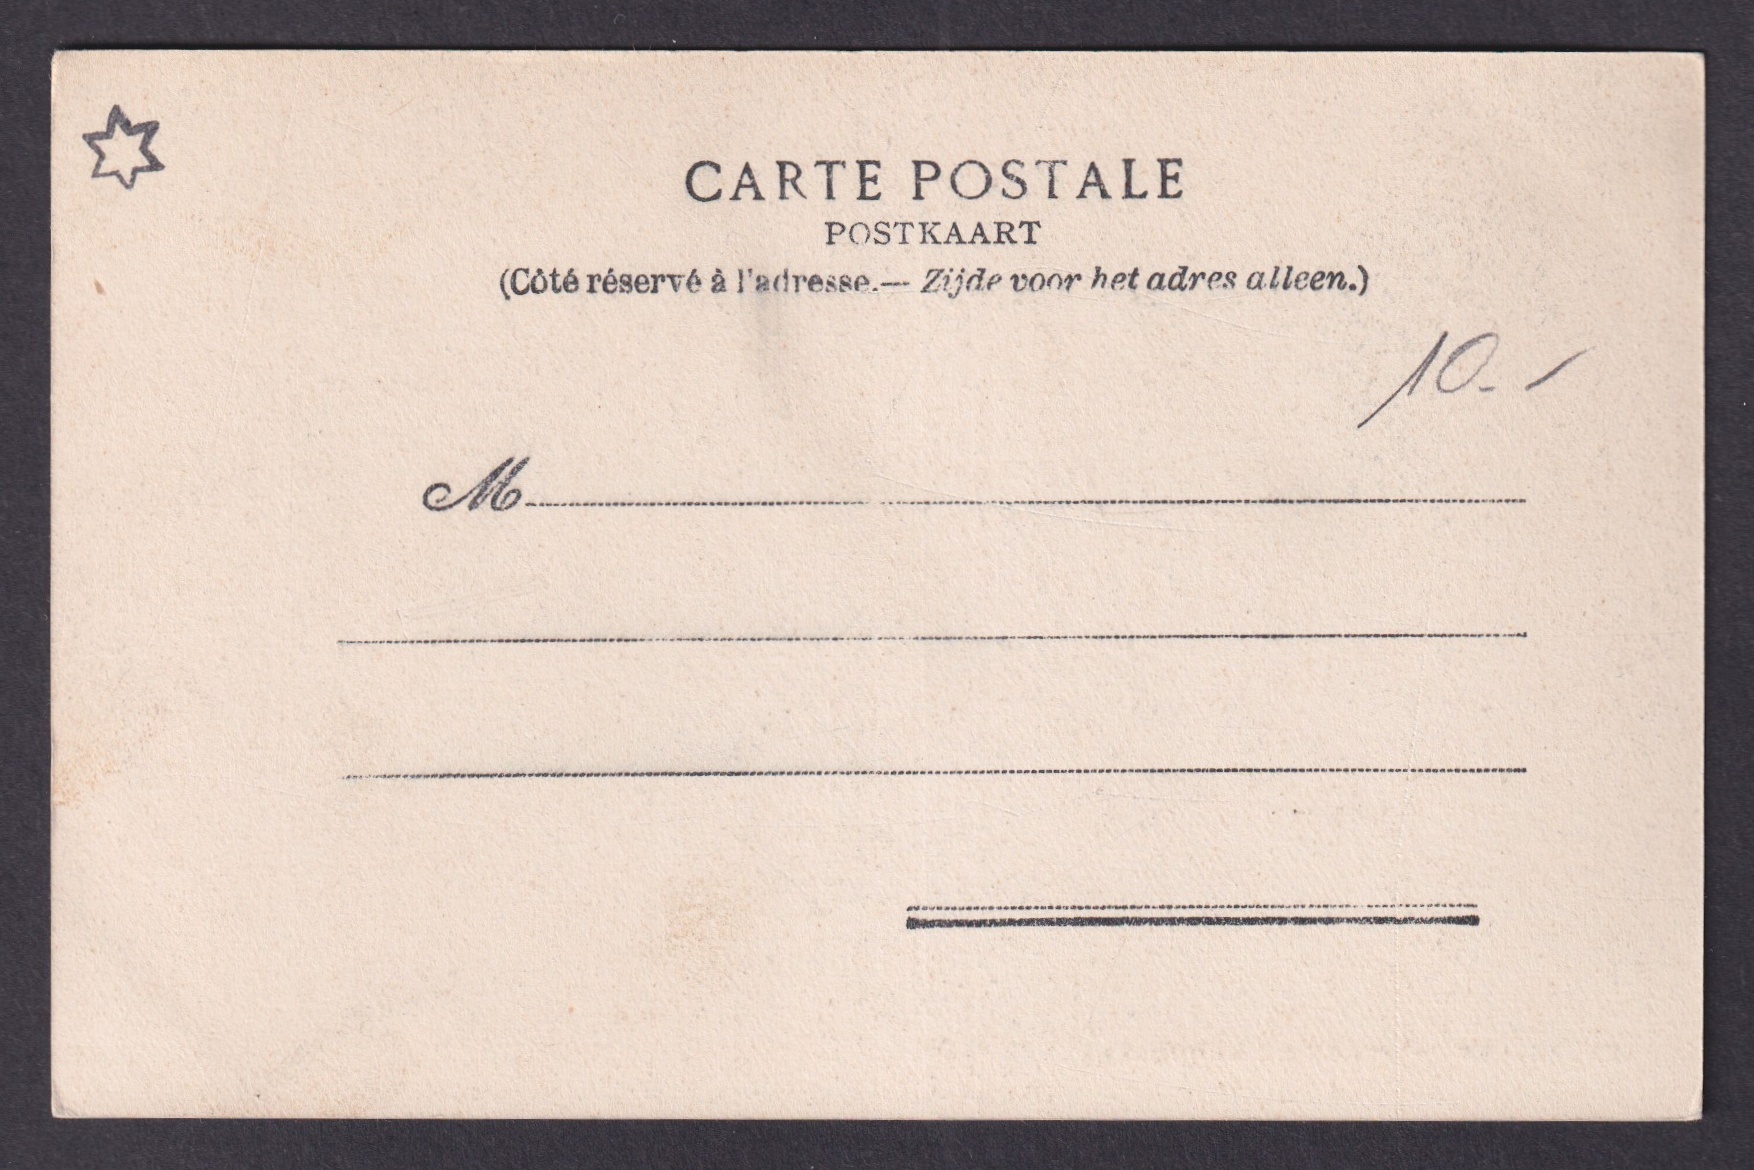 CARTE POSTALE
POSTKAART
(Côté réservé à l'adresse.— Zijde voor het adres alleen.)
10.-
M